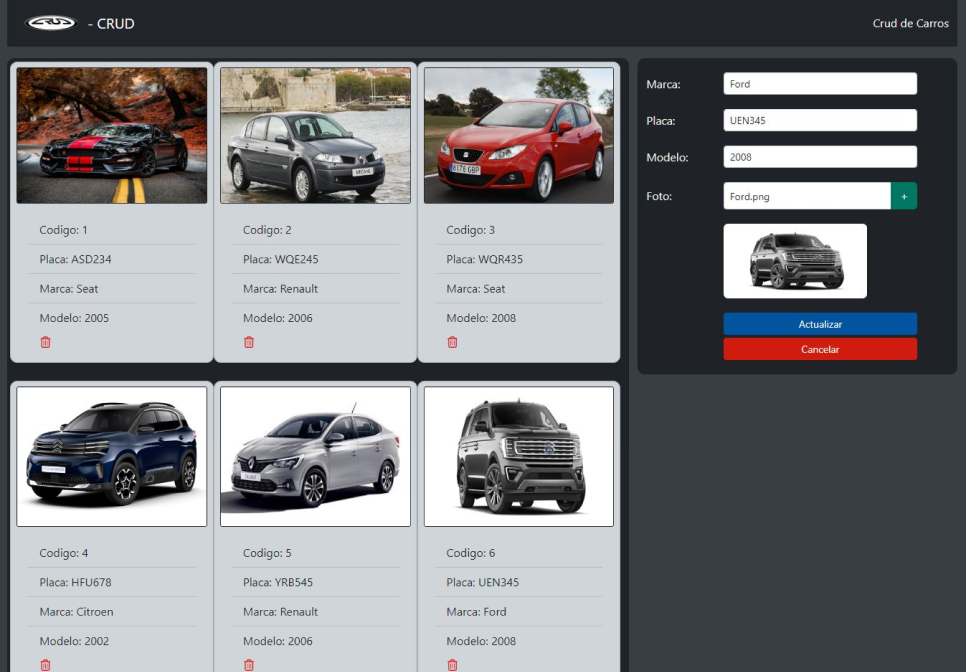 CRUD
- CRUD
Crud de Carros
Codigo: 1
Placa: ASD234
Marca: Seat
Modelo: 2005
Codigo: 2
Placa: WQE245
Marca: Renault
Modelo: 2006
8178 GBP
Codigo: 3
Placa: WQR435
Marca: Seat
Modelo: 2008
Codigo: 4
Placa: HFU678
Marca: Citroen
Modelo: 2002
Codigo: 5
Placa: YRB545
Marca: Renault
Modelo: 2006
Codigo: 6
Placa: UEN345
Marca: Ford
Modelo: 2008
Marca:
Ford
Placa:
UEN345
Modelo:
2008
Foto:
Ford.png
+
Actualizar
Cancelar